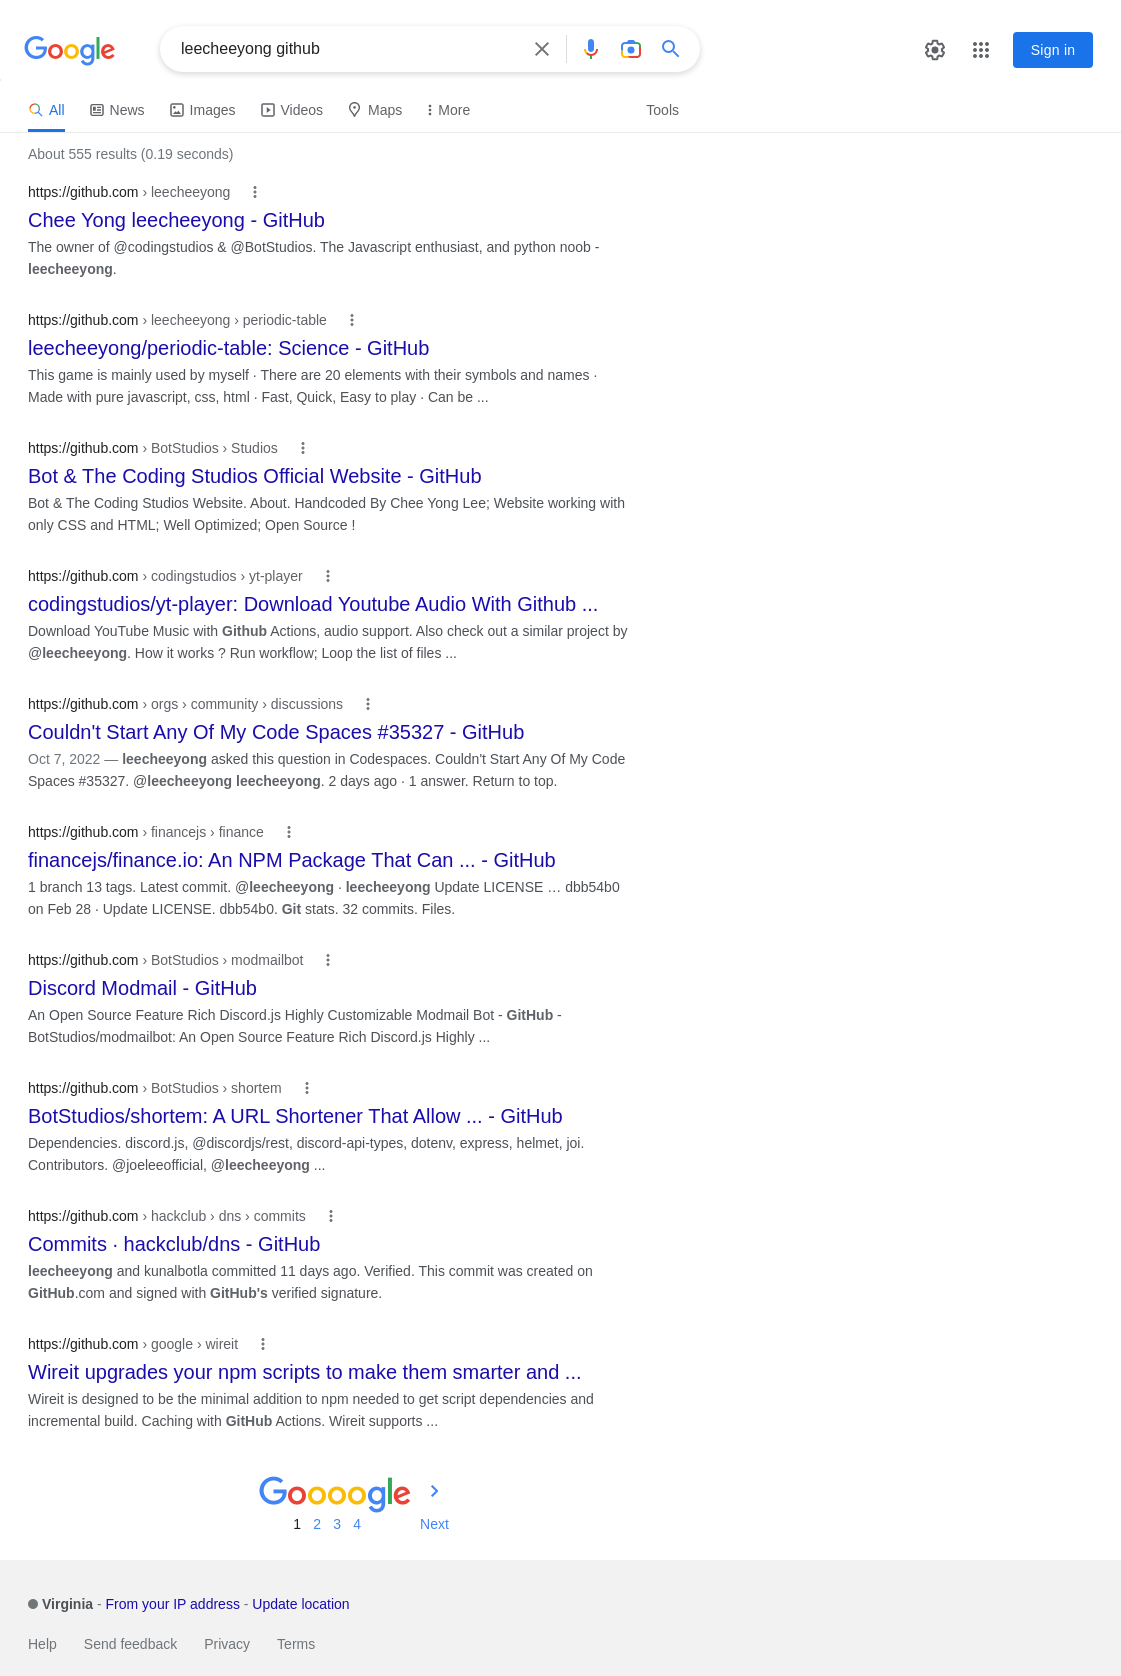 Google
leecheeyong github
Sign in
All News Images Videos Maps More Tools
About 555 results (0.19 seconds)
https://github.com › leecheeyong
Chee Yong leecheeyong - GitHub
The owner of @codingstudios & @BotStudios. The Javascript enthusiast, and python noob -
leecheeyong.
https://github.com › leecheeyong › periodic-table
leecheeyong/periodic-table: Science - GitHub
This game is mainly used by myself · There are 20 elements with their symbols and names ·
Made with pure javascript, css, html · Fast, Quick, Easy to play · Can be ...
https://github.com › BotStudios › Studios
Bot & The Coding Studios Official Website - GitHub
Bot & The Coding Studios Website. About. Handcoded By Chee Yong Lee; Website working with
only CSS and HTML; Well Optimized; Open Source !
https://github.com › codingstudios › yt-player
codingstudios/yt-player: Download Youtube Audio With Github ...
Download YouTube Music with Github Actions, audio support. Also check out a similar project by
@leecheeyong. How it works ? Run workflow; Loop the list of files ...
https://github.com › orgs › community › discussions
Couldn't Start Any Of My Code Spaces #35327 - GitHub
Oct 7, 2022 — leecheeyong asked this question in Codespaces. Couldn't Start Any Of My Code
Spaces #35327. @leecheeyong leecheeyong. 2 days ago · 1 answer. Return to top.
https://github.com › financejs › finance
financejs/finance.io: An NPM Package That Can ... - GitHub
1 branch 13 tags. Latest commit. @leecheeyong · leecheeyong Update LICENSE … dbb54b0
on Feb 28 · Update LICENSE. dbb54b0. Git stats. 32 commits. Files.
https://github.com › BotStudios › modmailbot
Discord Modmail - GitHub
An Open Source Feature Rich Discord.js Highly Customizable Modmail Bot - GitHub -
BotStudios/modmailbot: An Open Source Feature Rich Discord.js Highly ...
https://github.com › BotStudios › shortem
BotStudios/shortem: A URL Shortener That Allow ... - GitHub
Dependencies. discord.js, @discordjs/rest, discord-api-types, dotenv, express, helmet, joi.
Contributors. @joeleeofficial, @leecheeyong ...
https://github.com › hackclub › dns › commits
Commits · hackclub/dns - GitHub
leecheeyong and kunalbotla committed 11 days ago. Verified. This commit was created on
GitHub.com and signed with GitHub's verified signature.
https://github.com › google › wireit
Wireit upgrades your npm scripts to make them smarter and ...
Wireit is designed to be the minimal addition to npm needed to get script dependencies and
incremental build. Caching with GitHub Actions. Wireit supports ...
Goooogle
1 2 3 4 Next
Virginia - From your IP address - Update location
Help Send feedback Privacy Terms